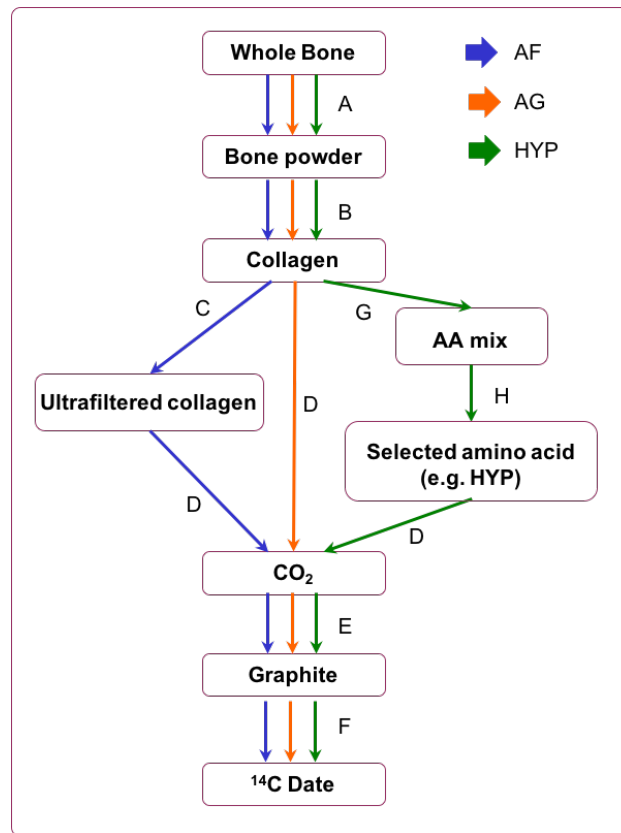 Whole Bone
AF
A
AG
Bone powder
HYP
B
Collagen
C
G
AA mix
Ultrafiltered collagen
D
H
Selected amino acid
(e.g. HYP)
D
D
CO₂
E
Graphite
F
¹⁴C Date